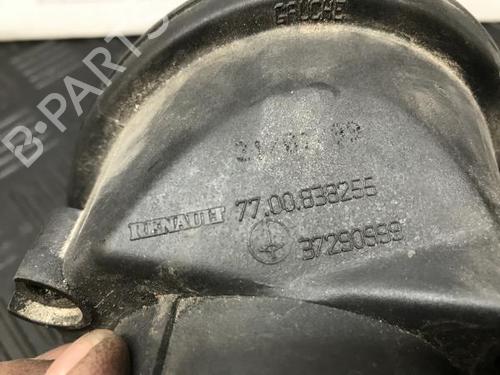 B-PARTS
GAUCHE
RENAULT 77.00.838255
37290999